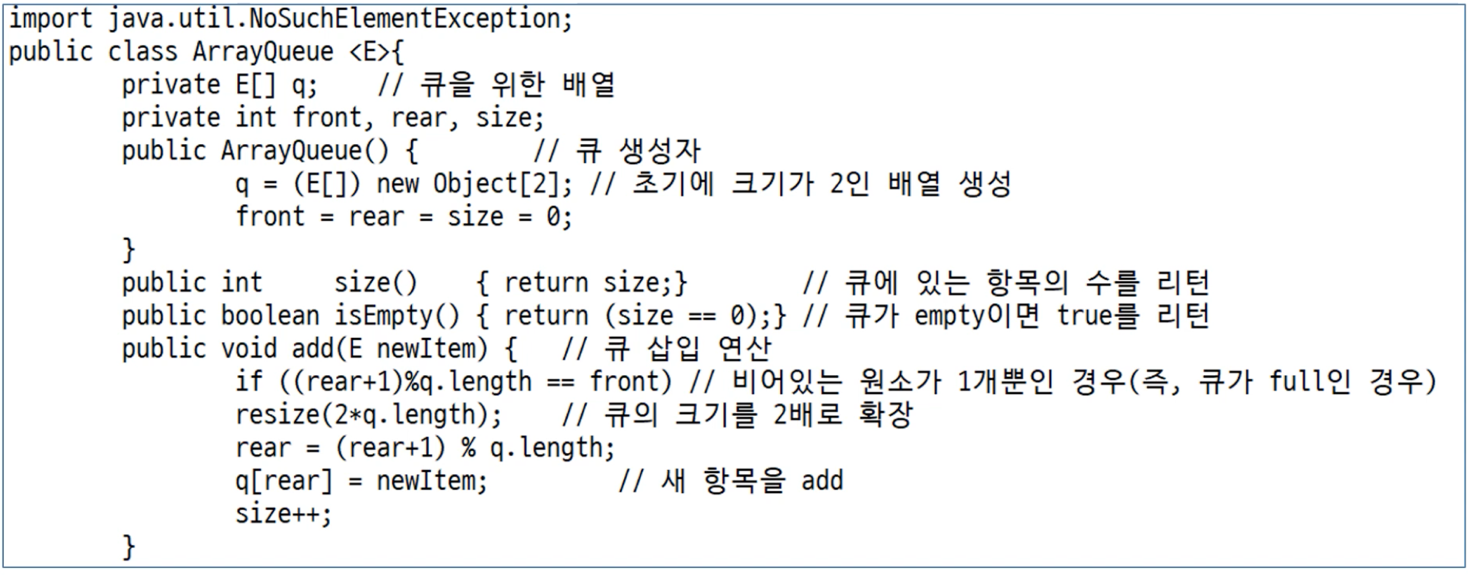 import java.util.NoSuchElementException;
public class ArrayQueue <E>{
private E[] q; // 큐을 위한 배열
private int front, rear, size;
public ArrayQueue() { // 큐 생성자
q = (E[]) new Object[2]; // 초기에 크기가 2인 배열 생성
front = rear = size = 0;
}
public int size() { return size;} // 큐에 있는 항목의 수를 리턴
public boolean isEmpty() { return (size == 0);} // 큐가 empty이면 true를 리턴
public void add(E newItem) { // 큐 삽입 연산
if ((rear+1)%q.length == front) // 비어있는 원소가 1개뿐인 경우(즉, 큐가 full인 경우)
resize(2*q.length); // 큐의 크기를 2배로 확장
rear = (rear+1) % q.length;
q[rear] = newItem; // 새 항목을 add
size++;
}